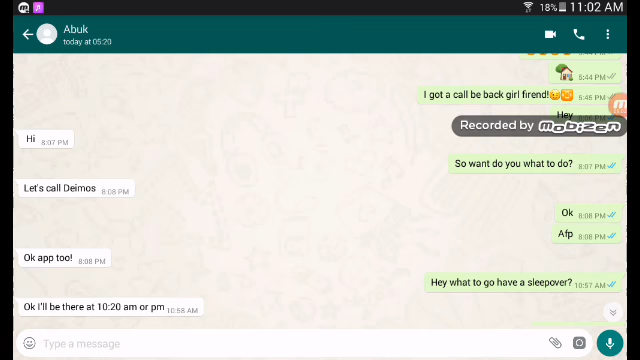 18% 11:02 AM
Abuk
today at 05:20
5:44 PM
I got a call be back girl firend! 5:45 PM
Hey
Recorded by mobizen
Hi 8:07 PM
So want do you what to do? 8:07 PM
Let's call Deimos 8:08 PM
Ok 8:08 PM
Afp 8:08 PM
Ok app too! 8:08 PM
Hey what to go have a sleepover? 10:57 AM
Ok I'll be there at 10:20 am or pm 10:58 AM
Type a message